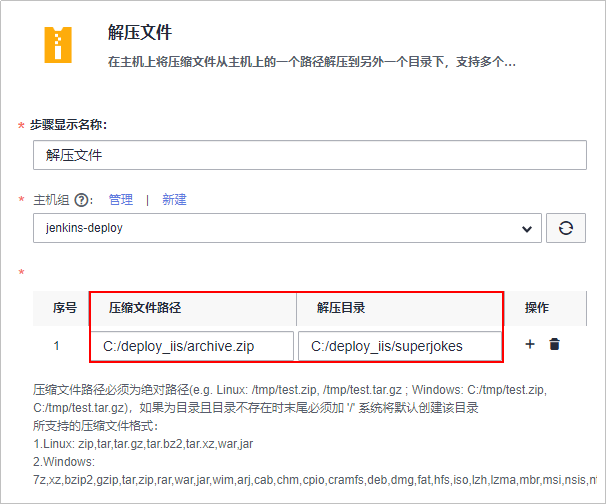 解压文件
在主机上将压缩文件从主机上的一个路径解压到另外一个目录下，支持多个...
* 步骤显示名称：
解压文件
* 主机组 ?： 管理 | 新建
jenkins-deploy
*
序号 压缩文件路径 解压目录 操作
1 C:/deploy_iis/archive.zip C:/deploy_iis/superjokes +
压缩文件路径必须为绝对路径(e.g. Linux: /tmp/test.zip, /tmp/test.tar.gz ; Windows: C:/tmp/test.zip,
C:/tmp/test.tar.gz)，如果为目录且目录不存在时末尾必须加 '/' 系统将默认创建该目录
所支持的压缩文件格式：
1.Linux: zip,tar,tar.gz,tar.bz2,tar.xz,war,jar
2.Windows:
7z,xz,bzip2,gzip,tar,zip,rar,war,jar,wim,arj,cab,chm,cpio,cramfs,deb,dmg,fat,hfs,iso,lzh,lzma,mbr,msi,nsis,